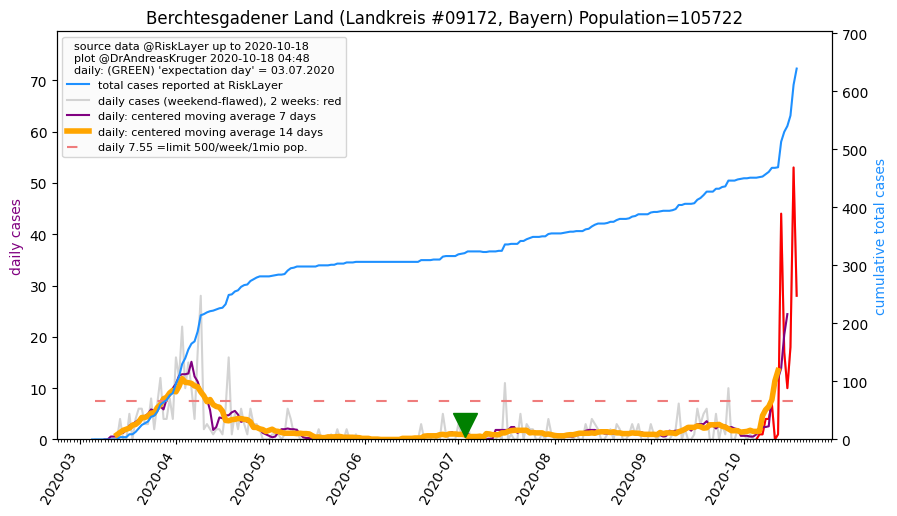 Berchtesgadener Land (Landkreis #09172, Bayern) Population=105722
source data @RiskLayer up to 2020-10-18
plot @DrAndreasKruger 2020-10-18 04:48
daily: (GREEN) 'expectation day' = 03.07.2020
total cases reported at RiskLayer
daily cases (weekend-flawed), 2 weeks: red
daily: centered moving average 7 days
daily: centered moving average 14 days
daily 7.55 =limit 500/week/1mio pop.
daily cases
70
60
50
40
30
20
10
0
cumulative total cases
700
600
500
400
300
200
100
0
2020-03
2020-04
2020-05
2020-06
2020-07
2020-08
2020-09
2020-10